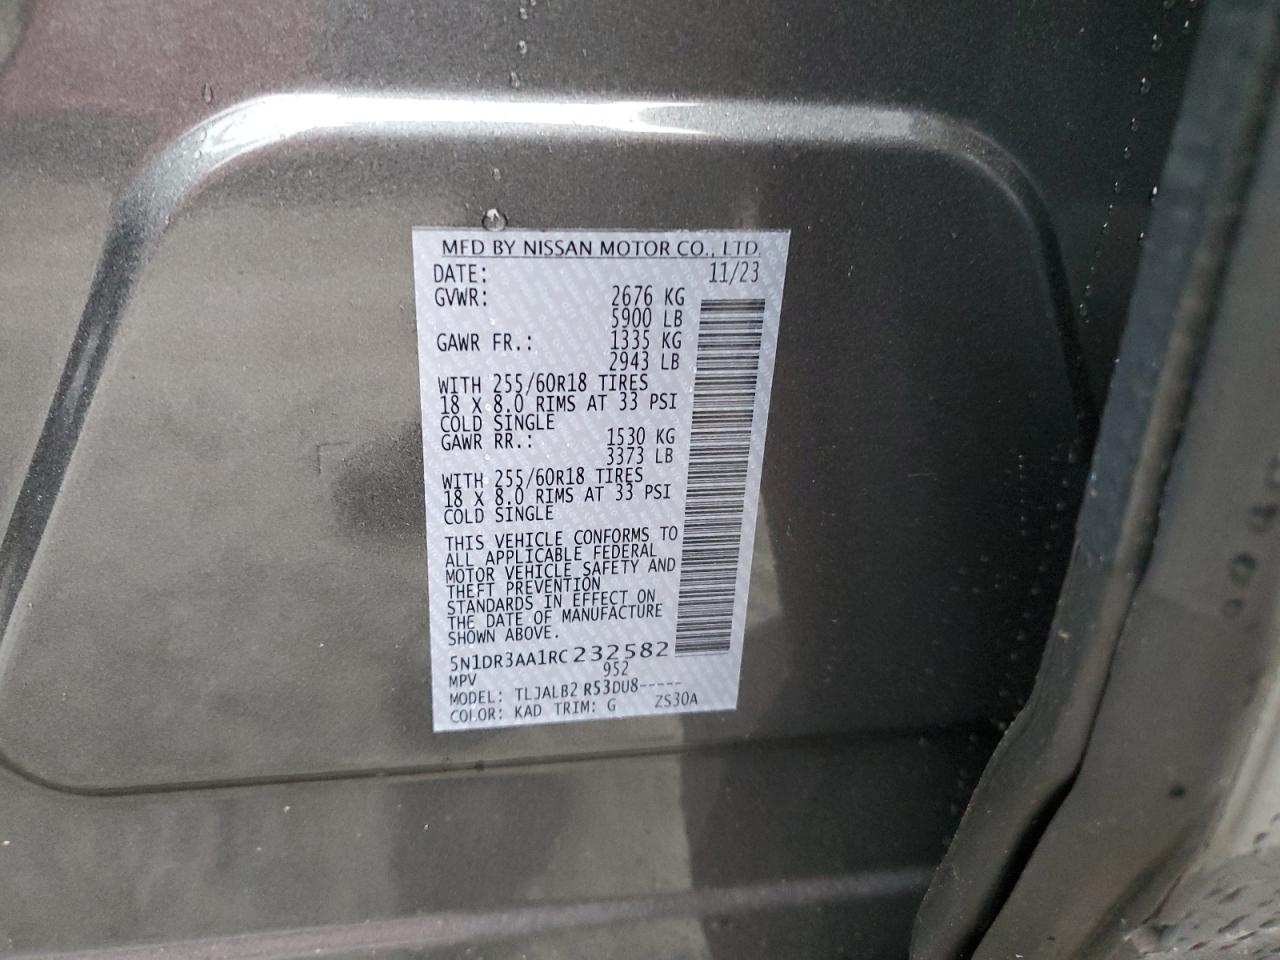 MFD BY NISSAN MOTOR CO., LTD.
DATE: 11/23
GVWR: 2676 KG
5900 LB
GAWR FR.: 1335 KG
2943 LB
WITH 255/60R18 TIRES
18 X 8.0 RIMS AT 33 PSI
COLD SINGLE
GAWR RR.: 1530 KG
3373 LB
WITH 255/60R18 TIRES
18 X 8.0 RIMS AT 33 PSI
COLD SINGLE
THIS VEHICLE CONFORMS TO
ALL APPLICABLE FEDERAL
MOTOR VEHICLE SAFETY AND
THEFT PREVENTION
STANDARDS IN EFFECT ON
THE DATE OF MANUFACTURE
SHOWN ABOVE.
5N1DR3AA1RC232582
MPV 952
MODEL: TLJALB2 R53DU8-----
COLOR: KAD TRIM: G ZS30A